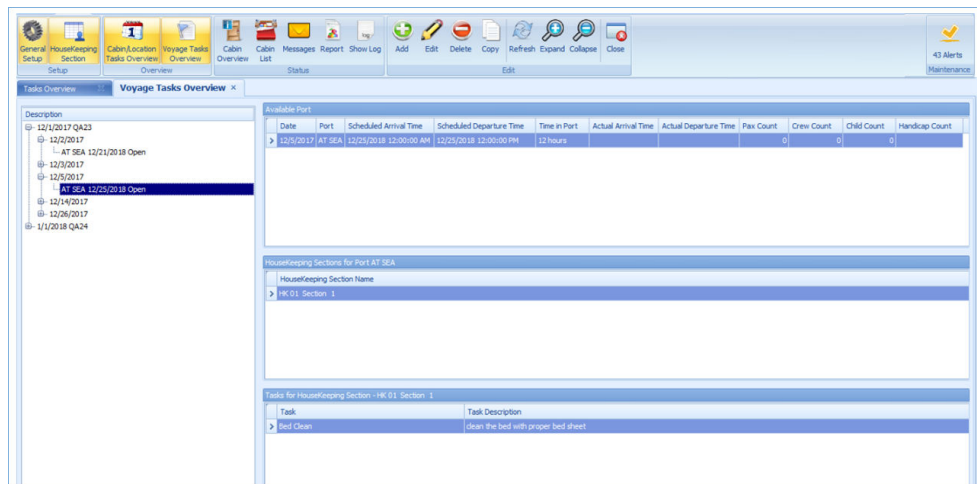 General Setup
HouseKeeping Section
Cabin/Location Tasks Overview
Voyage Tasks Overview
Cabin Overview
Cabin List
Messages
Report
log
Show Log
Add
Edit
Delete
Copy
Refresh
Expand
Collapse
Close
43 Alerts
Setup
Overview
Status
Edit
Maintenance
Tasks Overview
Voyage Tasks Overview ×
Description
12/1/2017 QA23
12/2/2017
AT SEA 12/21/2018 Open
12/3/2017
12/5/2017
AT SEA 12/25/2018 Open
12/14/2017
12/26/2017
1/1/2018 QA24
Available Port
Date Port Scheduled Arrival Time Scheduled Departure Time Time in Port Actual Arrival Time Actual Departure Time Pax Count Crew Count Child Count Handicap Count
12/5/2017 AT SEA 12/25/2018 12:00:00 AM 12/25/2018 12:00:00 PM 12 hours 0 0 0
HouseKeeping Sections for Port AT SEA
HouseKeeping Section Name
HK 01 Section 1
Tasks for HouseKeeping Section - HK 01 Section 1
Task Task Description
Bed Clean clean the bed with proper bed sheet